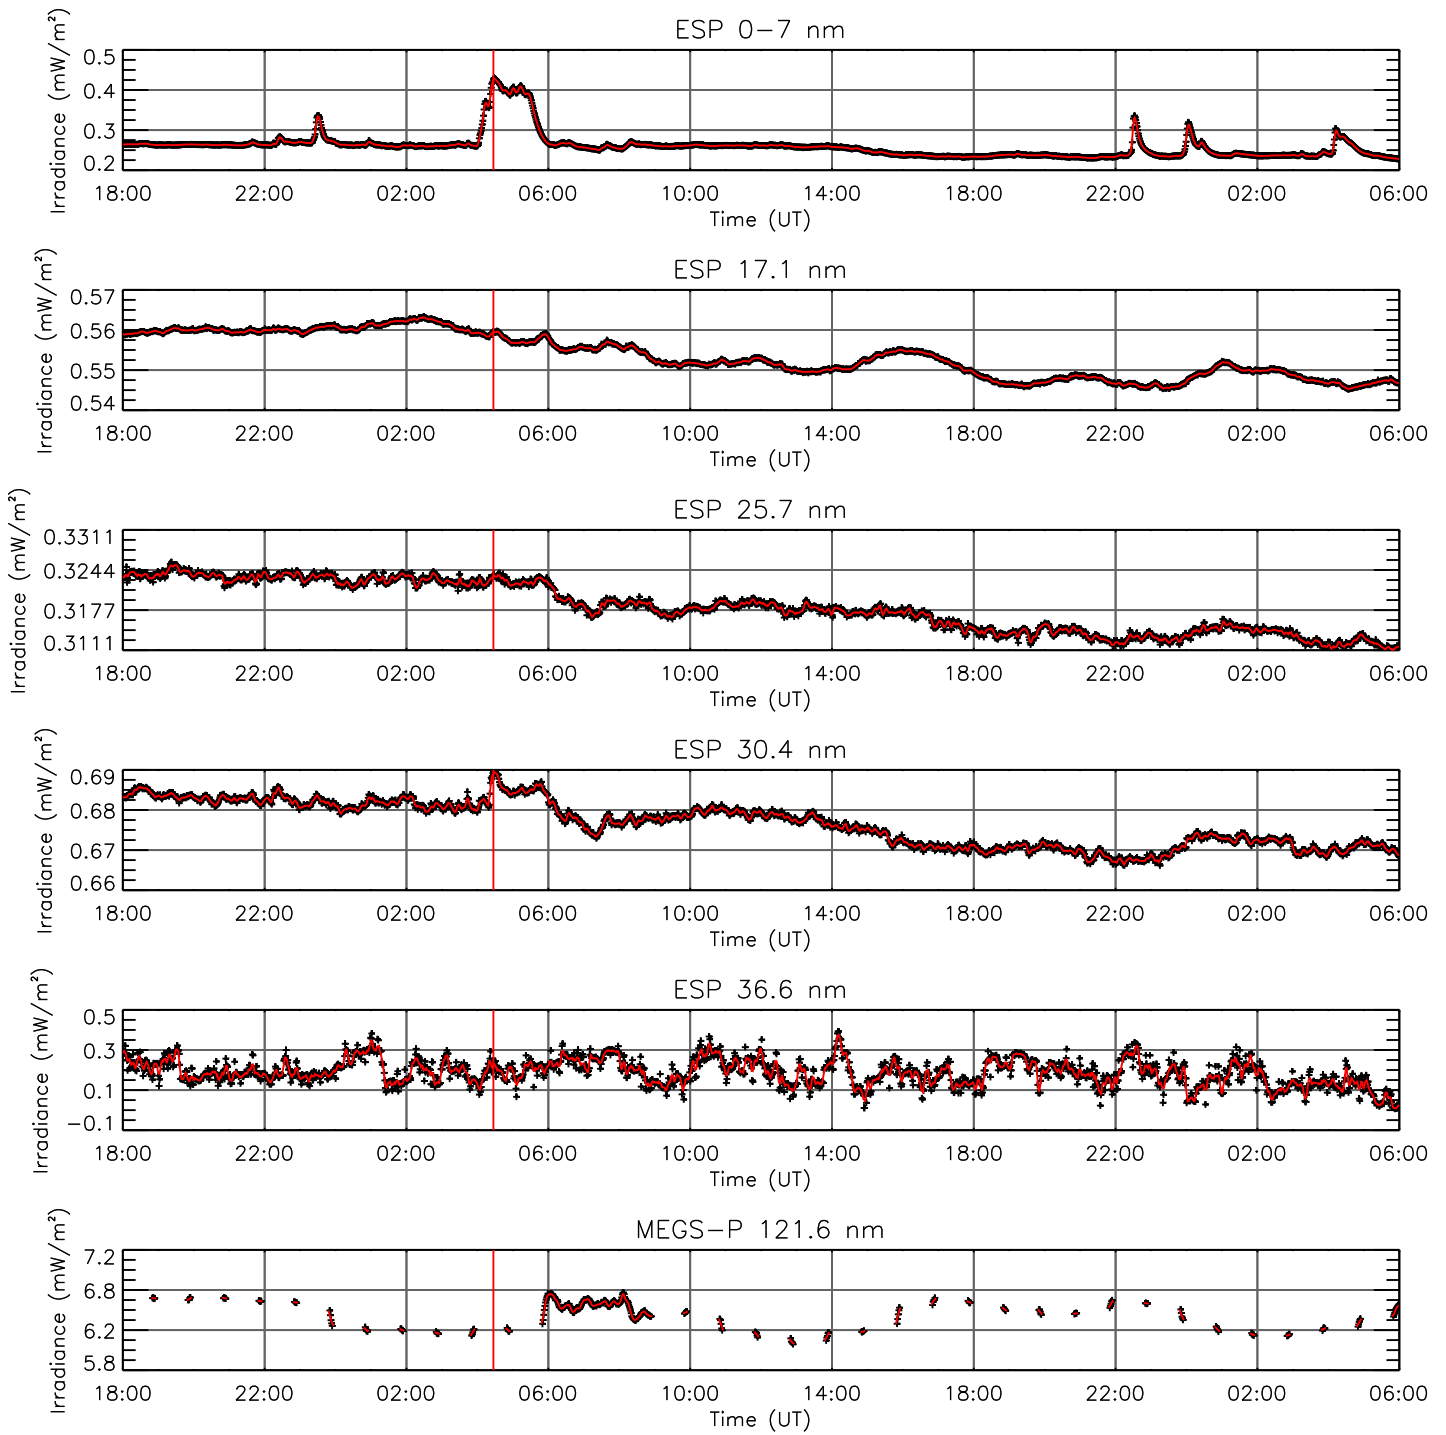 ESP 0−7 nm
Irradiance (mW/m²)
0.5
0.4
0.3
0.2
18:00 22:00 02:00 06:00 10:00 14:00 18:00 22:00 02:00 06:00
Time (UT)
ESP 17.1 nm
Irradiance (mW/m²)
0.57
0.56
0.55
0.54
18:00 22:00 02:00 06:00 10:00 14:00 18:00 22:00 02:00 06:00
Time (UT)
ESP 25.7 nm
Irradiance (mW/m²)
0.3311
0.3244
0.3177
0.3111
18:00 22:00 02:00 06:00 10:00 14:00 18:00 22:00 02:00 06:00
Time (UT)
ESP 30.4 nm
Irradiance (mW/m²)
0.69
0.68
0.67
0.66
18:00 22:00 02:00 06:00 10:00 14:00 18:00 22:00 02:00 06:00
Time (UT)
ESP 36.6 nm
Irradiance (mW/m²)
0.5
0.3
0.1
−0.1
18:00 22:00 02:00 06:00 10:00 14:00 18:00 22:00 02:00 06:00
Time (UT)
MEGS−P 121.6 nm
Irradiance (mW/m²)
7.2
6.8
6.2
5.8
18:00 22:00 02:00 06:00 10:00 14:00 18:00 22:00 02:00 06:00
Time (UT)